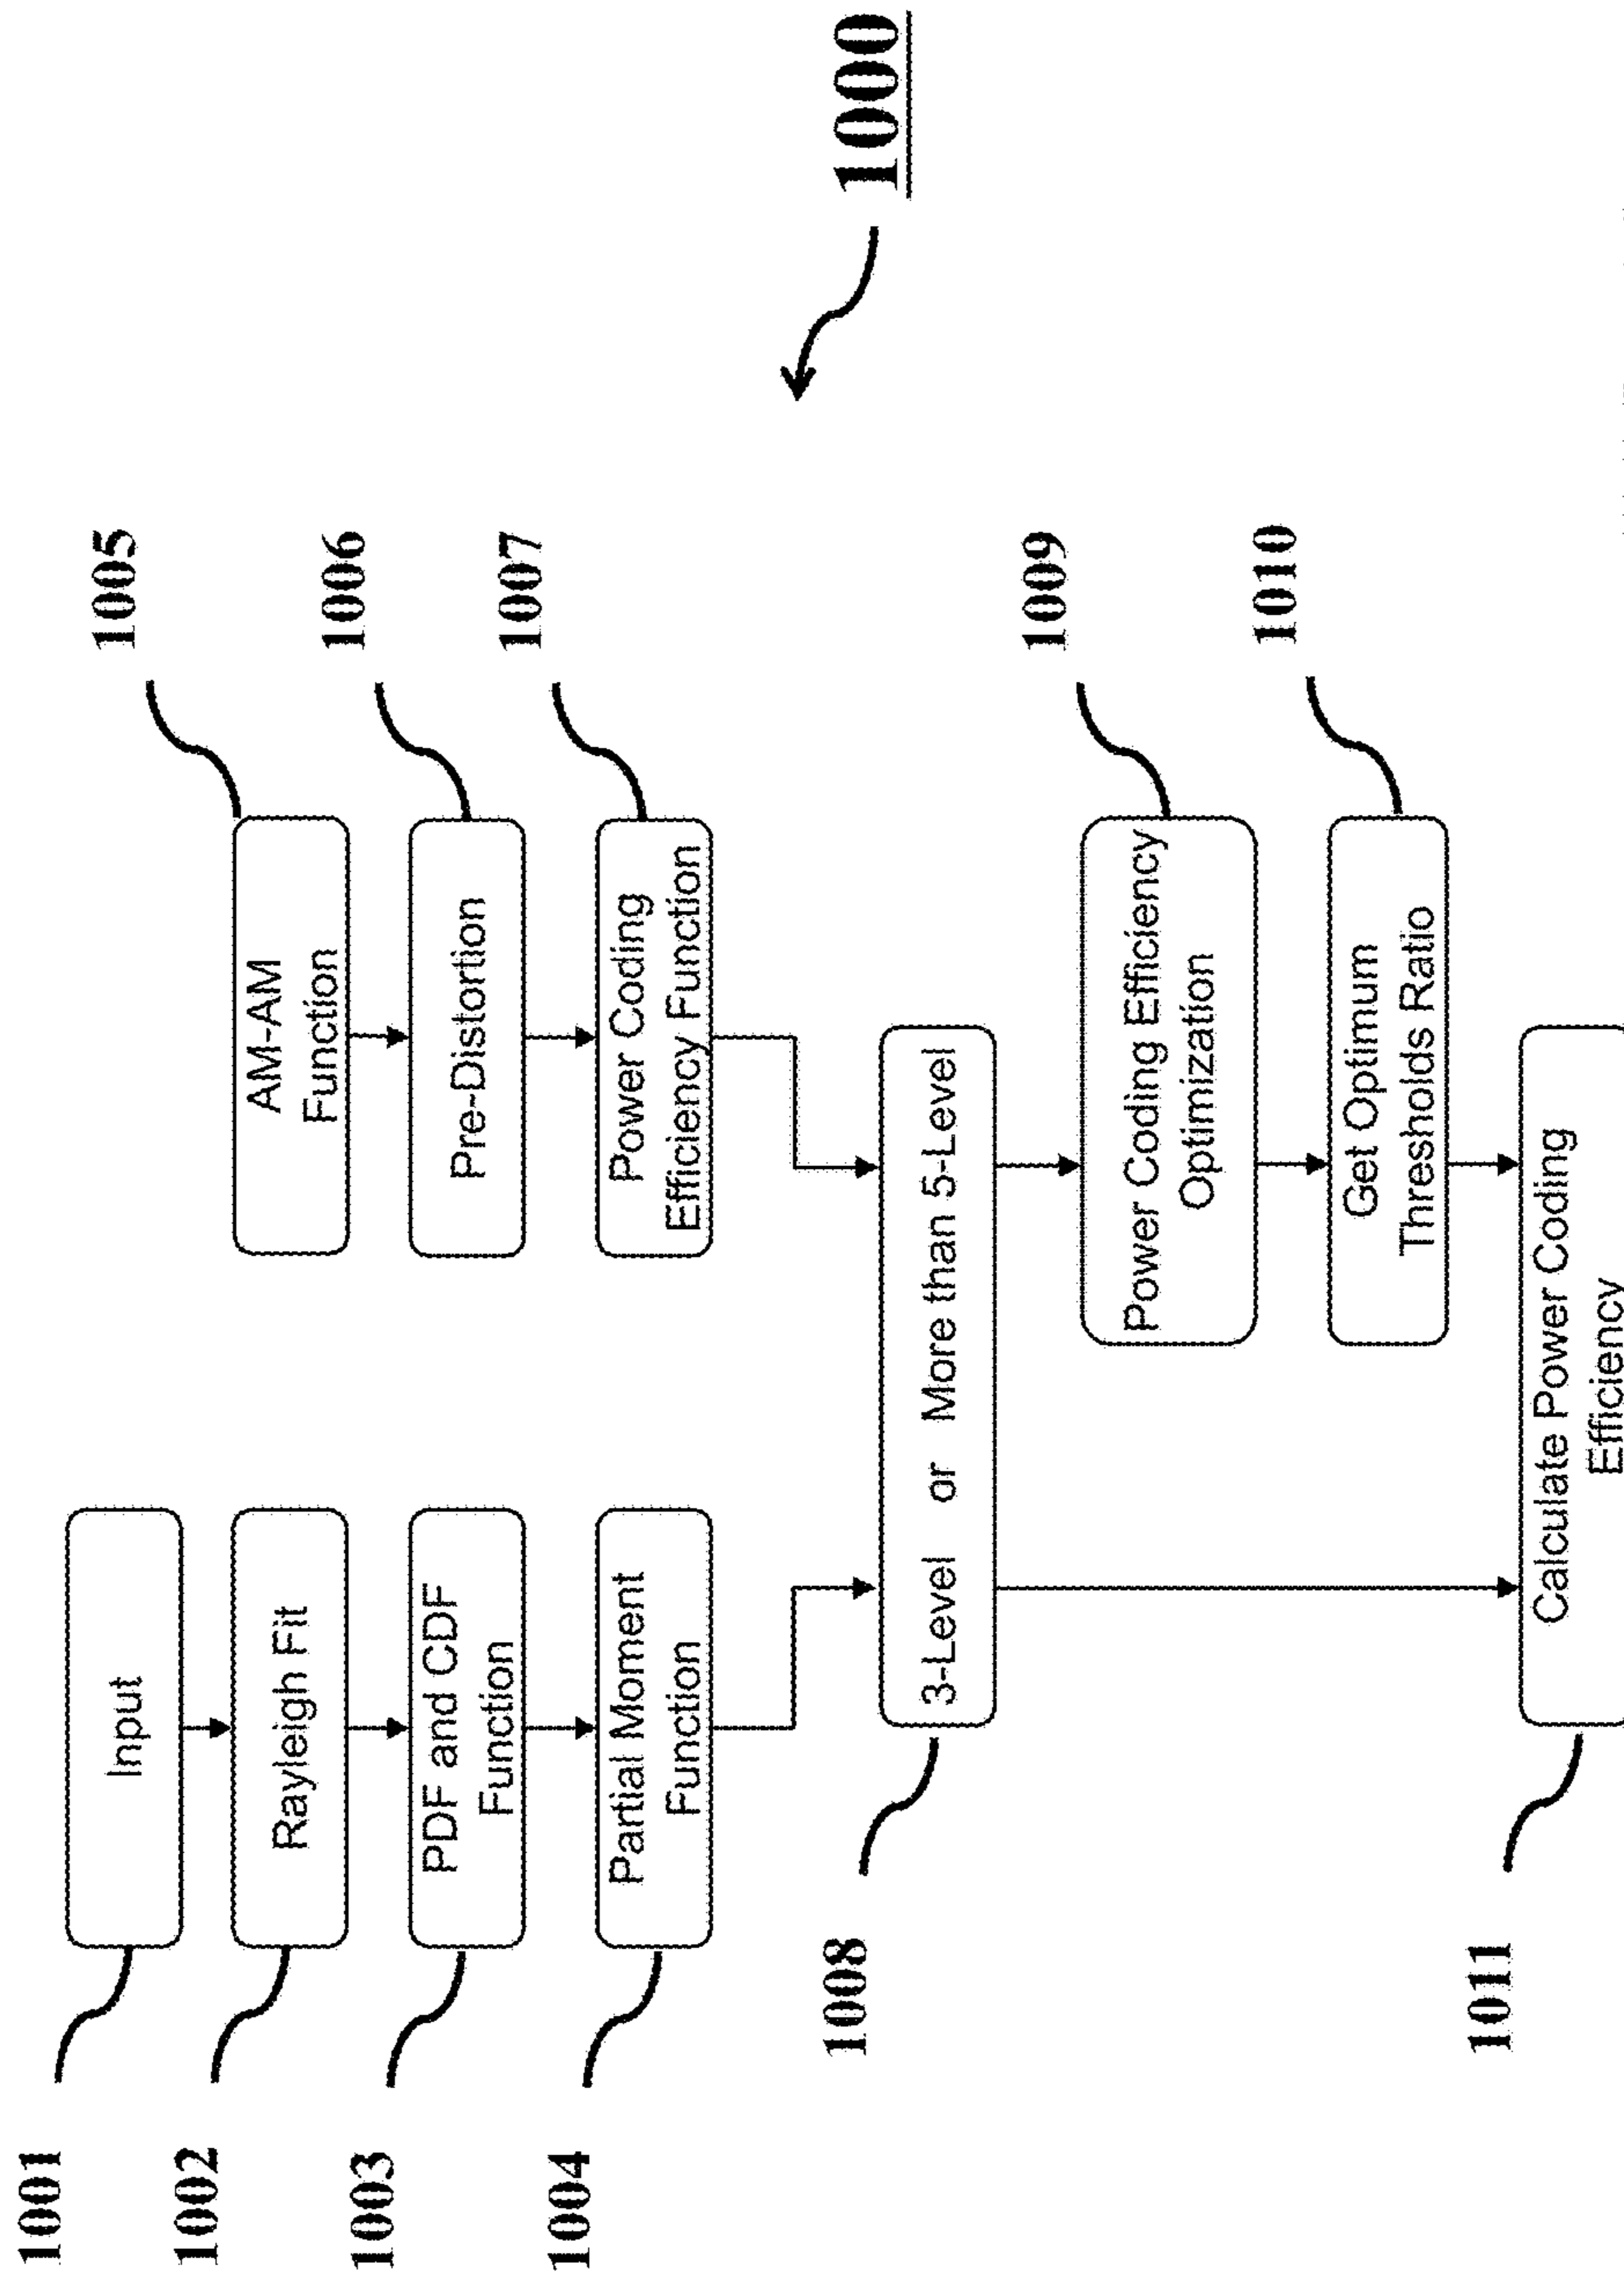 1000
1001
Input
1002
Rayleigh Fit
1003
PDF and CDF
Function
1004
Partial Moment
Function
1005
AM-AM
Function
1006
Pre-Distortion
1007
Power Coding
Efficiency Function
1008
3-Level or More than 5-Level
1009
Power Coding Efficiency
Optimization
1010
Get Optimum
Thresholds Ratio
1011
Calculate Power Coding
Efficiency